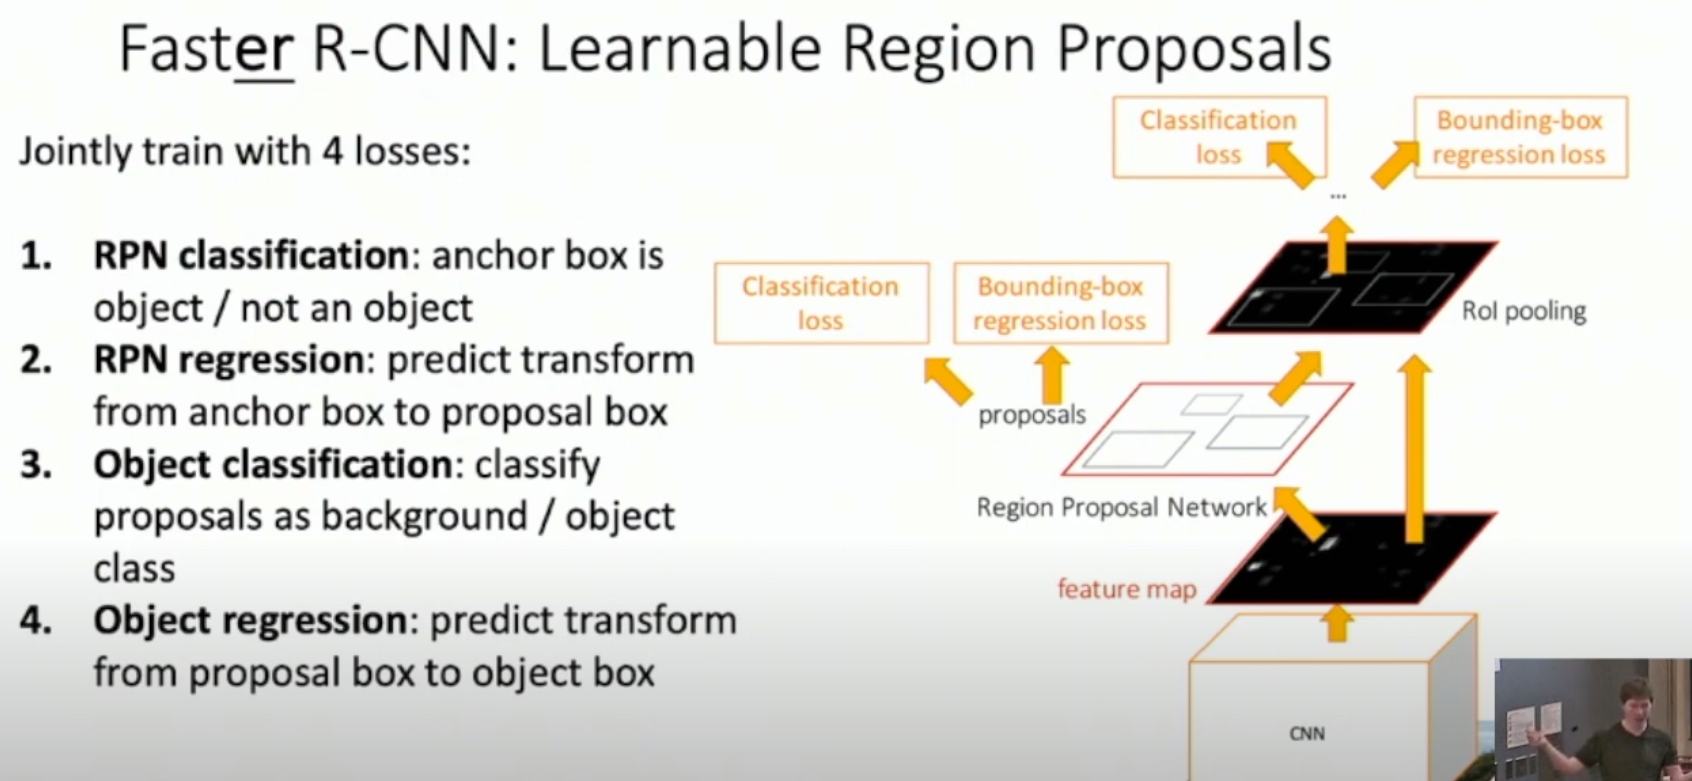 Faster R-CNN: Learnable Region Proposals
Jointly train with 4 losses:
1. RPN classification: anchor box is
object / not an object
2. RPN regression: predict transform
from anchor box to proposal box
3. Object classification: classify
proposals as background / object
class
4. Object regression: predict transform
from proposal box to object box
Classification
loss
Bounding-box
regression loss
...
Classification
loss
Bounding-box
regression loss
RoI pooling
proposals
Region Proposal Network
feature map
CNN